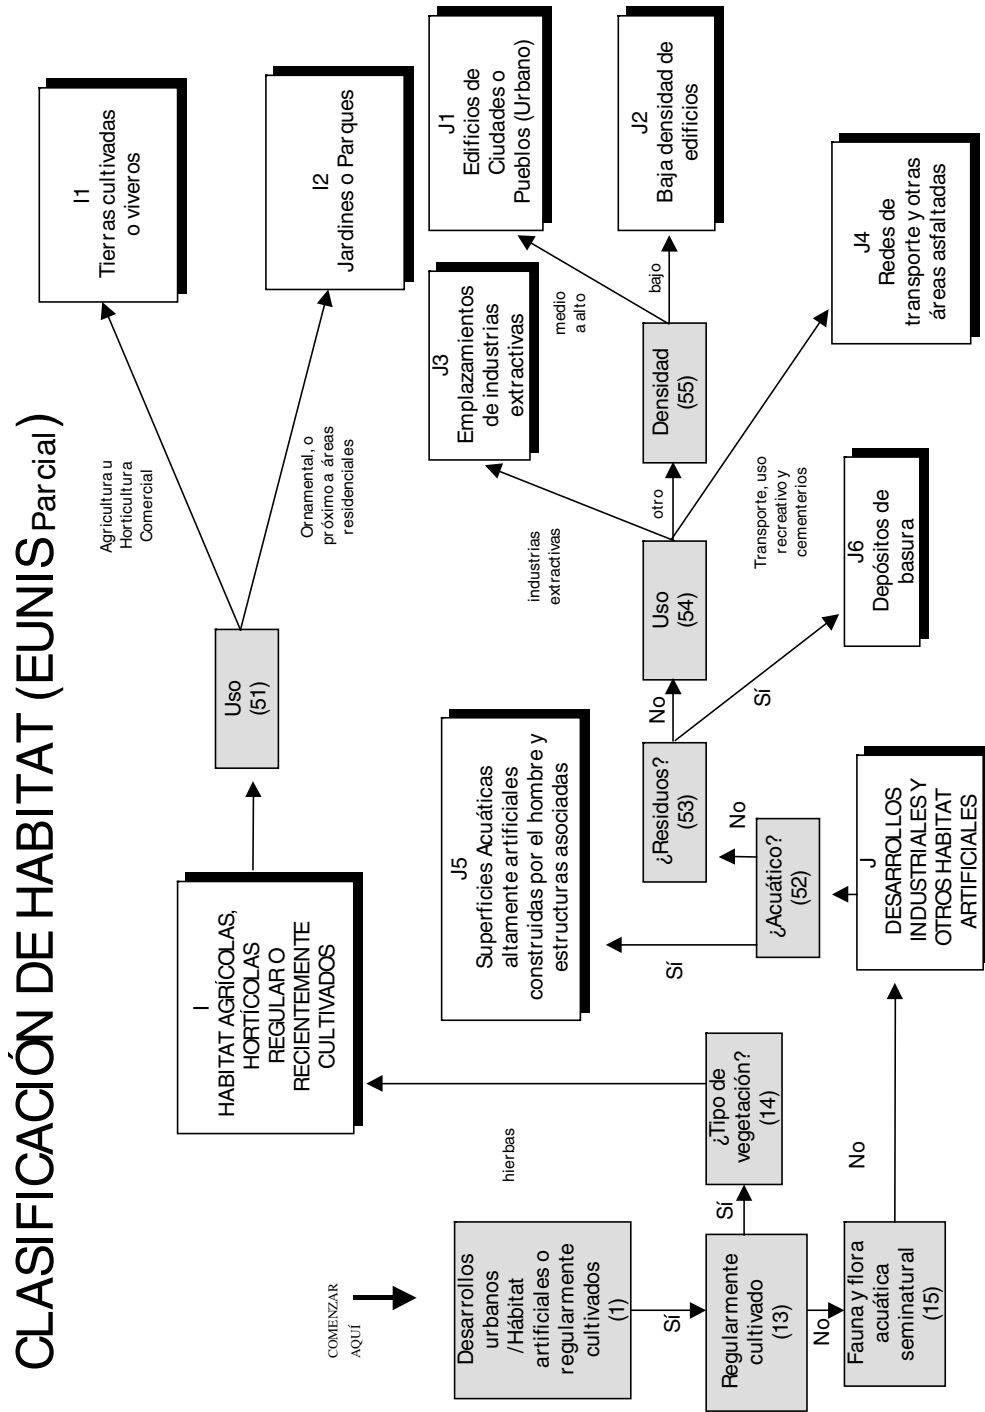 CLASIFICACIÓN DE HABITAT (EUNIS Parcial)
COMENZAR
AQUÍ
Desarrollos
urbanos
/Hábitat
artificiales o
regularmente
cultivados
(1)
Sí
Regularmente
cultivado
(13)
No
Fauna y flora
acuática
seminatural
(15)
Sí
¿Tipo de
vegetación?
(14)
hierbas
No
I
HABITAT AGRÍCOLAS,
HORTÍCOLAS
REGULAR O
RECIENTEMENTE
CULTIVADOS
Uso
(51)
Agricultura u
Horticultura
Comercial
Ornamental, o
próximo a áreas
residenciales
I1
Tierras cultivadas
o viveros
I2
Jardines o Parques
J
DESARROLLOS
INDUSTRIALES Y
OTROS HABITAT
ARTIFICIALES
¿Acuático?
(52)
Sí
No
J5
Superficies Acuáticas
altamente artificiales
construidas por el hombre y
estructuras asociadas
¿Residuos?
(53)
No
Sí
J6
Depósitos de
basura
Uso
(54)
industrias
extractivas
otro
Transporte, uso
recreativo y
cementerios
J3
Emplazamientos
de industrias
extractivas
Densidad
(55)
medio
a alto
bajo
J1
Edificios de
Ciudades o
Pueblos (Urbano)
J2
Baja densidad de
edificios
J4
Redes de
transporte y otras
áreas asfaltadas